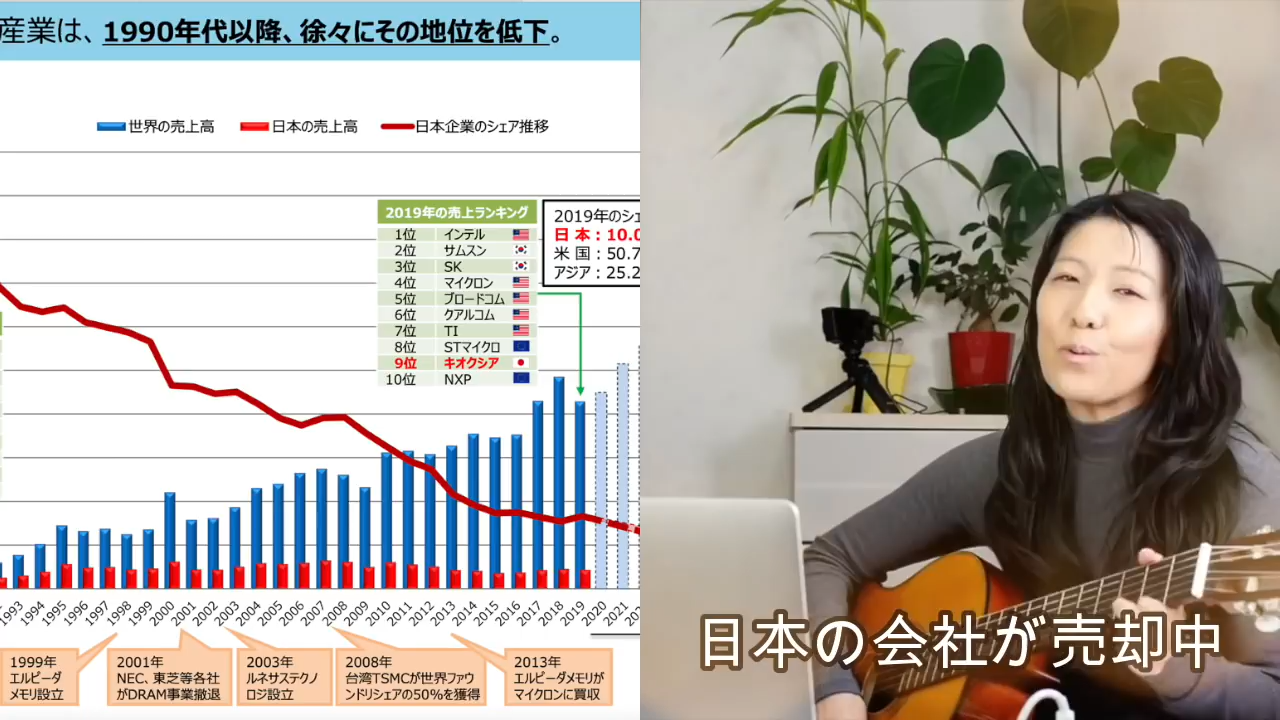 産業は、1990年代以降、徐々にその地位を低下。
世界の売上高 日本の売上高 日本企業のシェア推移
2019年の売上ランキング
1位 インテル
2位 サムスン
3位 SK
4位 マイクロン
5位 ブロードコム
6位 クアルコム
7位 TI
8位 STマイクロ
9位 キオクシア
10位 NXP
2019年のシェ
日 本：10.0
米 国：50.7
アジア：25.2
1993 1994 1995 1996 1997 1998 1999 2000 2001 2002 2003 2004 2005 2006 2007 2008 2009 2010 2011 2012 2013 2014 2015 2016 2017 2018 2019 2020 2021
1999年
エルピーダ
メモリ設立
2001年
NEC、東芝等各社
がDRAM事業撤退
2003年
ルネサステクノ
ロジ設立
2008年
台湾TSMCが世界ファウ
ンドリシェアの50%を獲得
2013年
エルピーダメモリが
マイクロンに買収
日本の会社が売却中